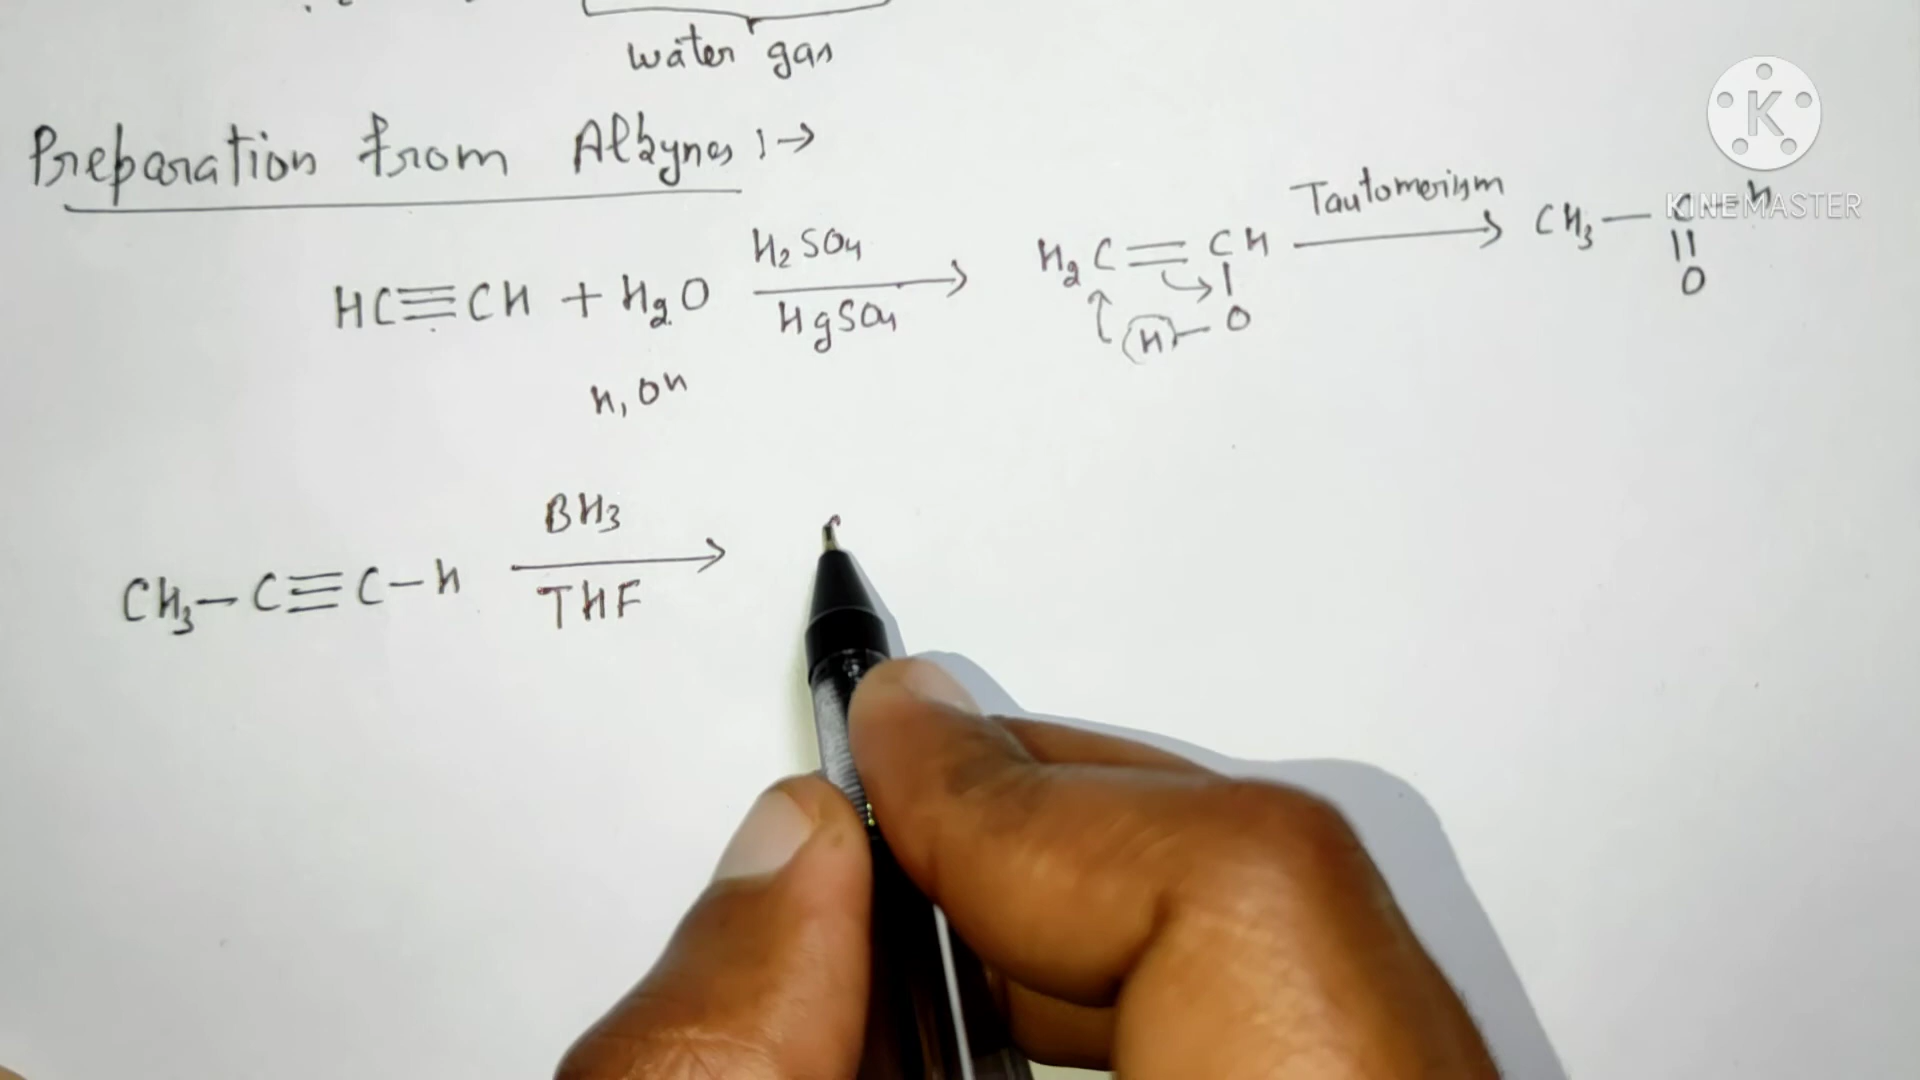 water gas
Preparation from Alkynes :→
HC≡CH + H2O H2SO4 HgSO4 → H2C=CH O H Tautomerism → CH3-C-H O
H, OH
CH3-C≡C-H BH3 THF →
K
KINEMASTER